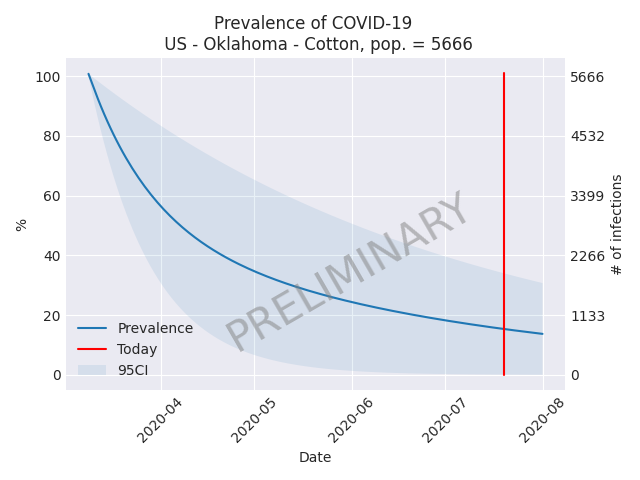 Prevalence of COVID-19
US - Oklahoma - Cotton, pop. = 5666
100
80
60
40
20
0
%
5666
4532
3399
2266
1133
0
# of infections
PRELIMINARY
Prevalence
Today
95CI
2020-04
2020-05
2020-06
2020-07
2020-08
Date